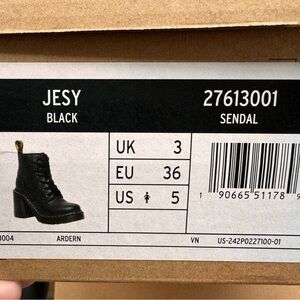 JESY 27613001
BLACK SENDAL
UK 3
EU 36
US 5
1 90665 51178 9
1004 ARDERN VN US-242P0227100-01